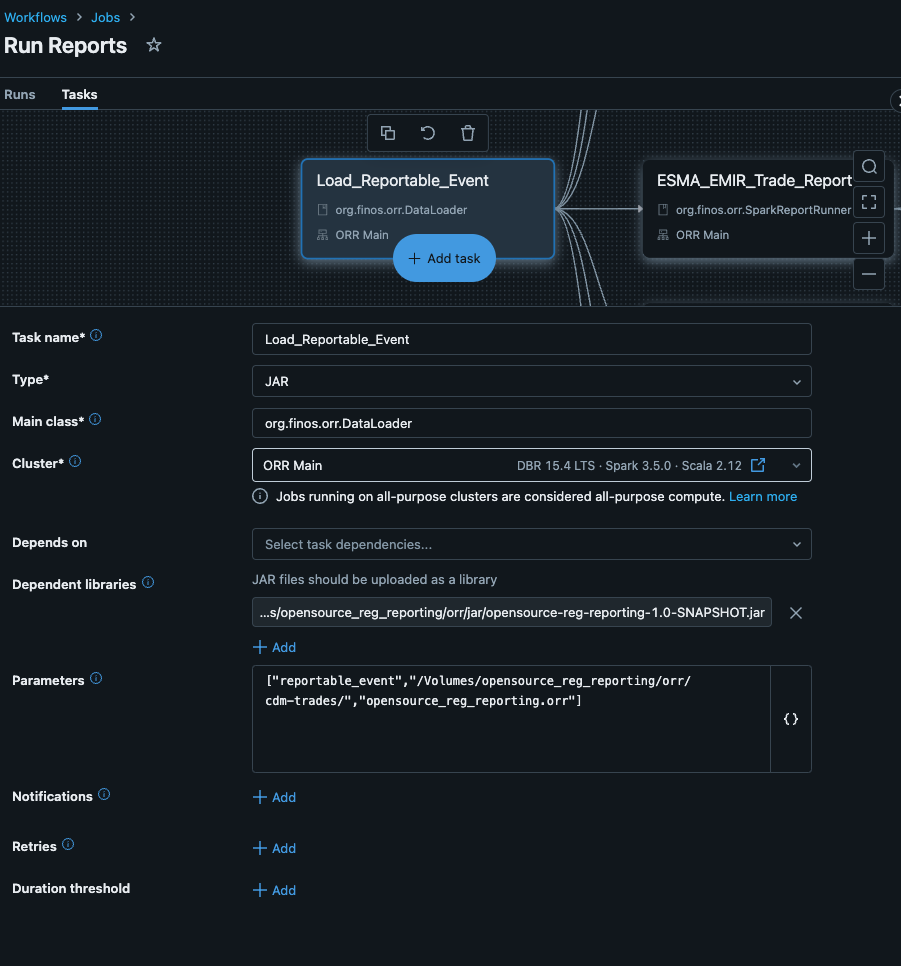 Workflows > Jobs >
Run Reports
Runs Tasks
Load_Reportable_Event
org.finos.orr.DataLoader
ORR Main
+ Add task
ESMA_EMIR_Trade_Report
org.finos.orr.SparkReportRunner
ORR Main
Task name* Load_Reportable_Event
Type* JAR
Main class* org.finos.orr.DataLoader
Cluster* ORR Main DBR 15.4 LTS · Spark 3.5.0 · Scala 2.12
Jobs running on all-purpose clusters are considered all-purpose compute. Learn more
Depends on Select task dependencies...
Dependent libraries JAR files should be uploaded as a library
...s/opensource_reg_reporting/orr/jar/opensource-reg-reporting-1.0-SNAPSHOT.jar
+ Add
Parameters ["reportable_event","/Volumes/opensource_reg_reporting/orr/
cdm-trades/","opensource_reg_reporting.orr"]
{}
Notifications + Add
Retries + Add
Duration threshold + Add